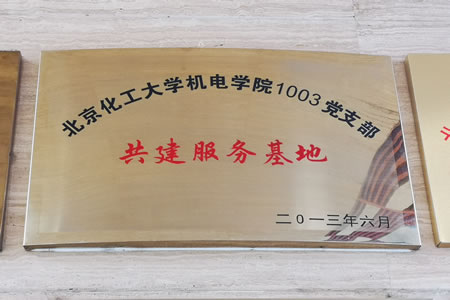 北京化工大学机电学院1003党支部
共建服务基地
二0一三年六月